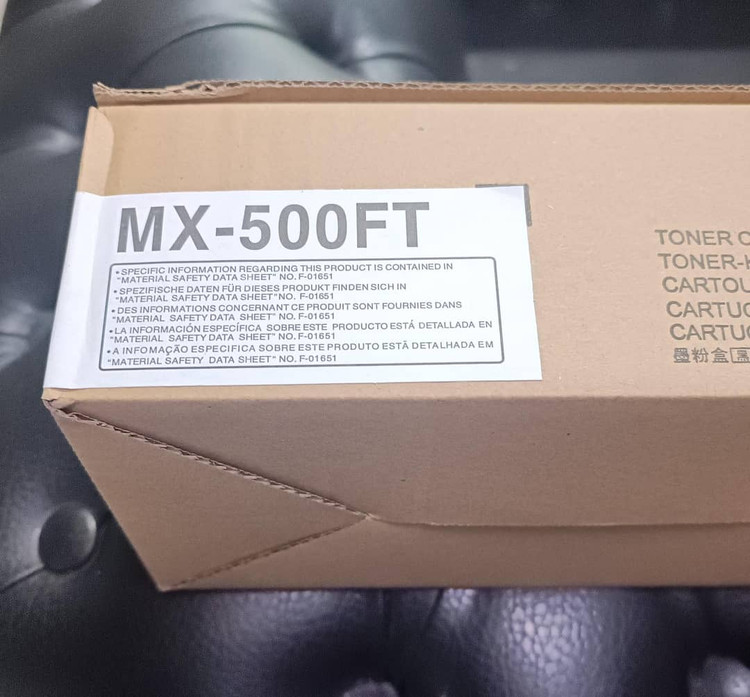 MX-500FT
• SPECIFIC INFORMATION REGARDING THIS PRODUCT IS CONTAINED IN
"MATERIAL SAFETY DATA SHEET" NO. F-01651
• SPEZIFISCHE DATEN FÜR DIESES PRODUKT FINDEN SICH IN
"MATERIAL SAFETY DATA SHEET"NO. F-01651
• DES INFORMATIONS CONCERNANT CE PRODUIT SONT FOURNIES DANS
"MATERIAL SAFETY DATA SHEET" NO. F-01651
• LA INFORMACIÓN ESPECÍFICA SOBRE ESTE PRODUCTO ESTÁ DETALLADA EN
"MATERIAL SAFETY DATA SHEET" NO. F-01651
• A INFOMAÇÃO ESPECIFICA SOBRE ESTE PRODUTO ESTÃ DETALHADA EM
"MATERIAL SAFETY DATA SHEET" NO. F-01651
TONER C
TONER-K
CARTOU
CARTUC
CARTUC
墨粉盒